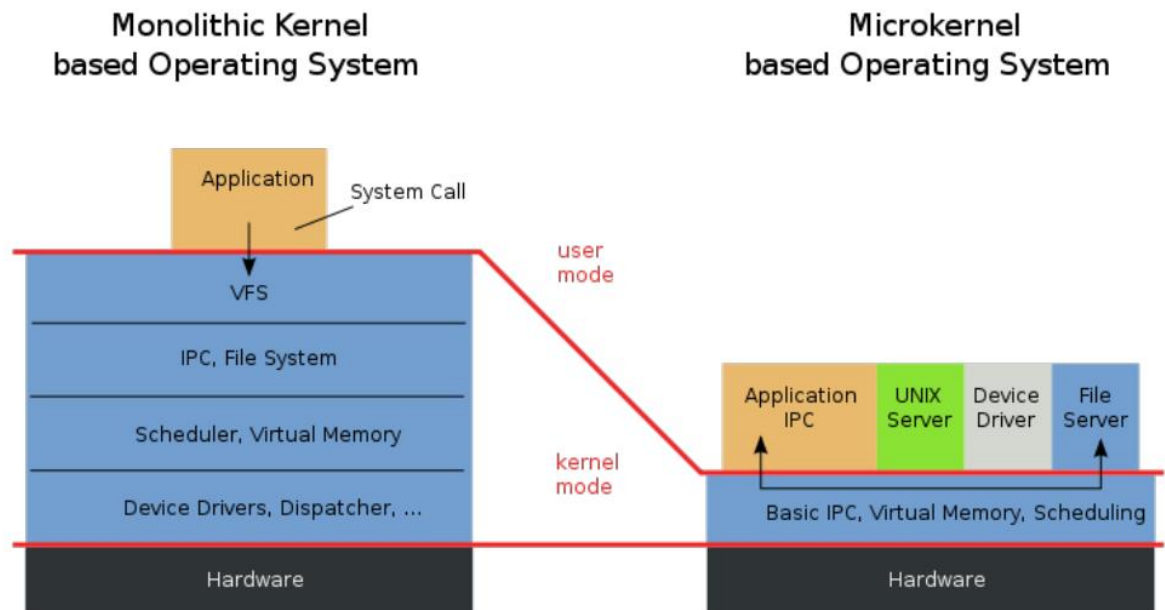 Monolithic Kernel
based Operating System
Microkernel
based Operating System
Application
System Call
VFS
IPC, File System
Scheduler, Virtual Memory
Device Drivers, Dispatcher, ...
Hardware
user
mode
kernel
mode
Application
IPC
UNIX
Server
Device
Driver
File
Server
Basic IPC, Virtual Memory, Scheduling
Hardware